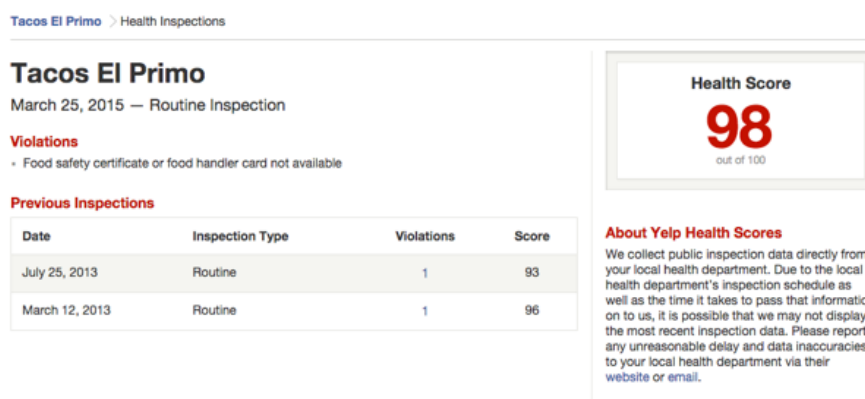 Tacos El Primo > Health Inspections
Tacos El Primo
March 25, 2015 — Routine Inspection
Violations
• Food safety certificate or food handler card not available
Previous Inspections
Date Inspection Type Violations Score
July 25, 2013 Routine 1 93
March 12, 2013 Routine 1 96
Health Score
98
out of 100
About Yelp Health Scores
We collect public inspection data directly from
your local health department. Due to the local
health department's inspection schedule as
well as the time it takes to pass that informatio
on to us, it is possible that we may not display
the most recent inspection data. Please report
any unreasonable delay and data inaccuracies
to your local health department via their
website or email.